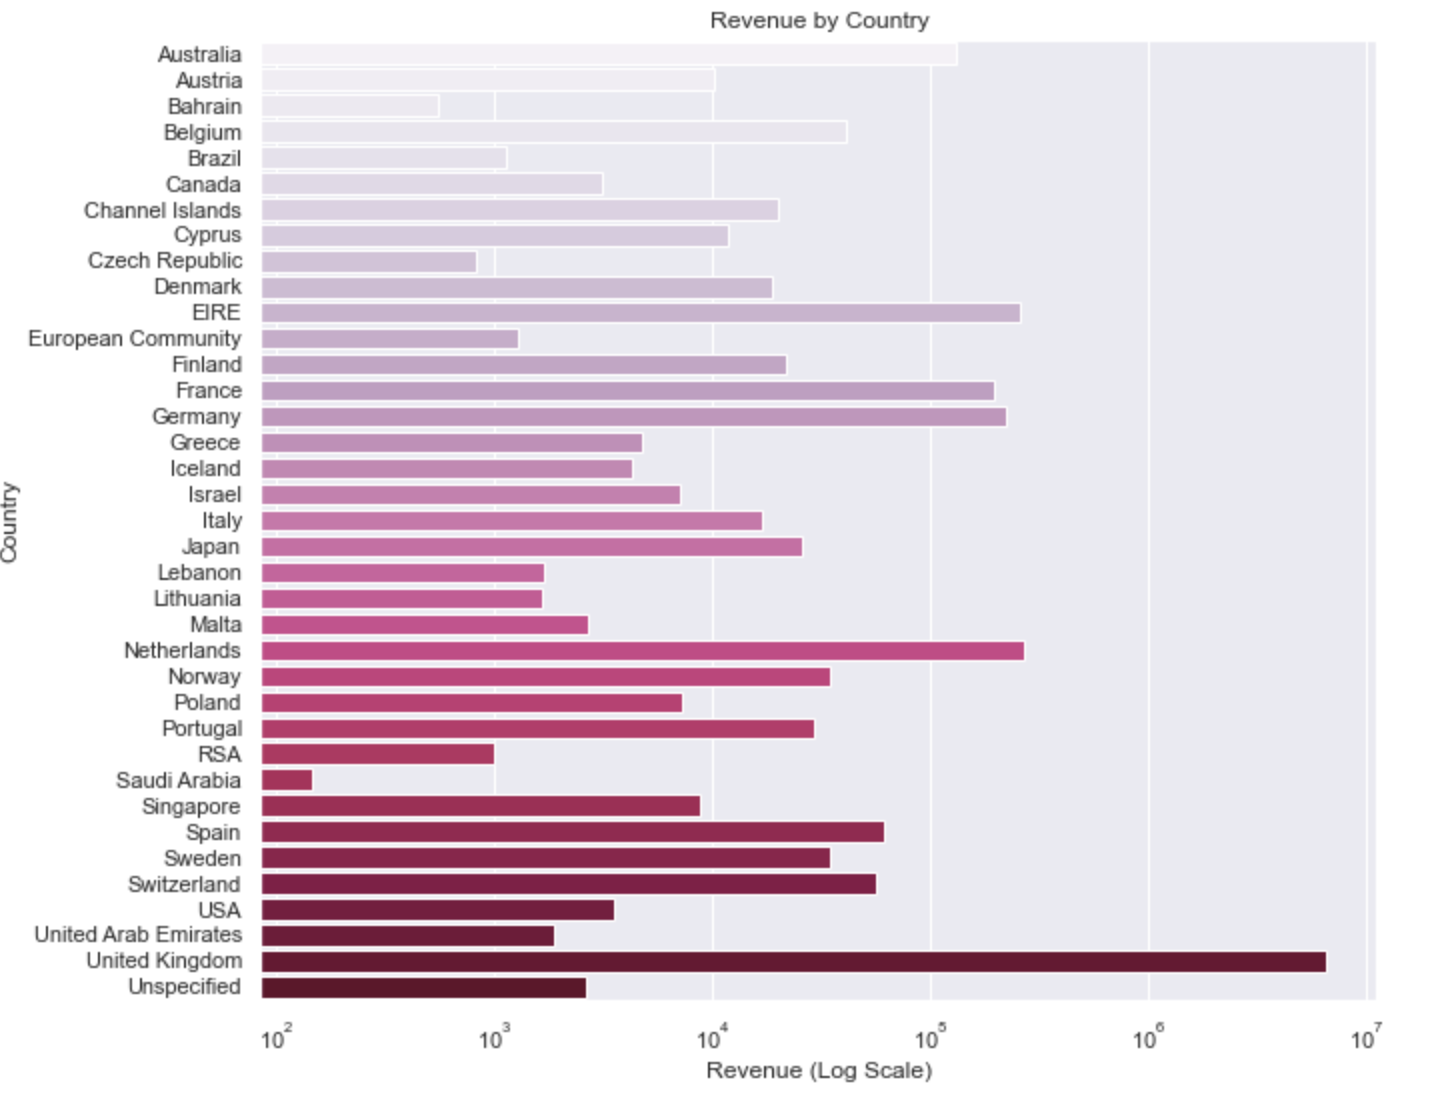 Revenue by Country
Australia
Austria
Bahrain
Belgium
Brazil
Canada
Channel Islands
Cyprus
Czech Republic
Denmark
EIRE
European Community
Finland
France
Germany
Greece
Iceland
Israel
Italy
Japan
Lebanon
Lithuania
Malta
Netherlands
Norway
Poland
Portugal
RSA
Saudi Arabia
Singapore
Spain
Sweden
Switzerland
USA
United Arab Emirates
United Kingdom
Unspecified
Country
10² 10³ 10⁴ 10⁵ 10⁶ 10⁷
Revenue (Log Scale)